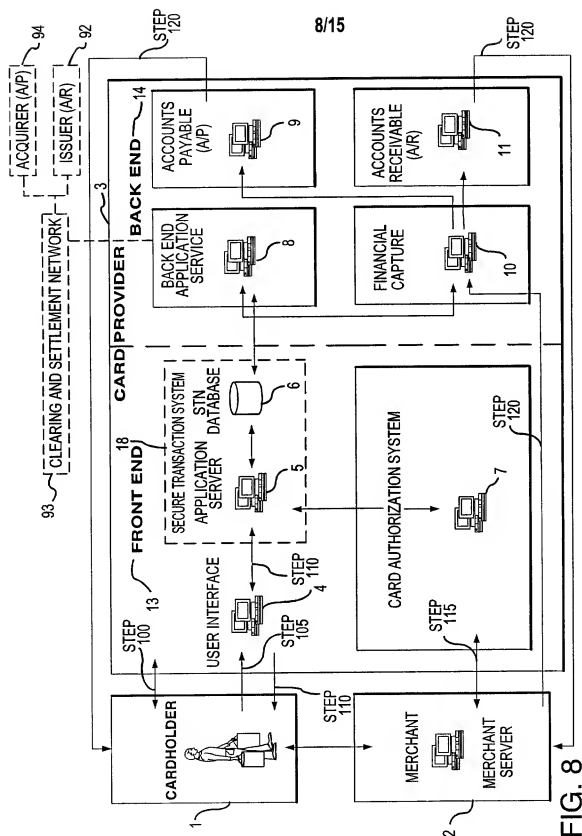 8/15
94
ACQUIRER (A/P)
92
ISSUER (A/R)
93
CLEARING AND SETTLEMENT NETWORK
STEP
120
3
CARD PROVIDER
BACK END
14
FRONT END
13
18
SECURE TRANSACTION SYSTEM
APPLICATION
SERVER
5
STN
DATABASE
6
USER INTERFACE
4
BACK END
APPLICATION
SERVICE
8
ACCOUNTS
PAYABLE
(A/P)
9
FINANCIAL
CAPTURE
10
ACCOUNTS
RECEIVABLE
(A/R)
11
CARD AUTHORIZATION SYSTEM
7
STEP
100
STEP
105
STEP
110
STEP
110
STEP
115
STEP
120
STEP
120
CARDHOLDER
1
MERCHANT
MERCHANT
SERVER
2
FIG. 8